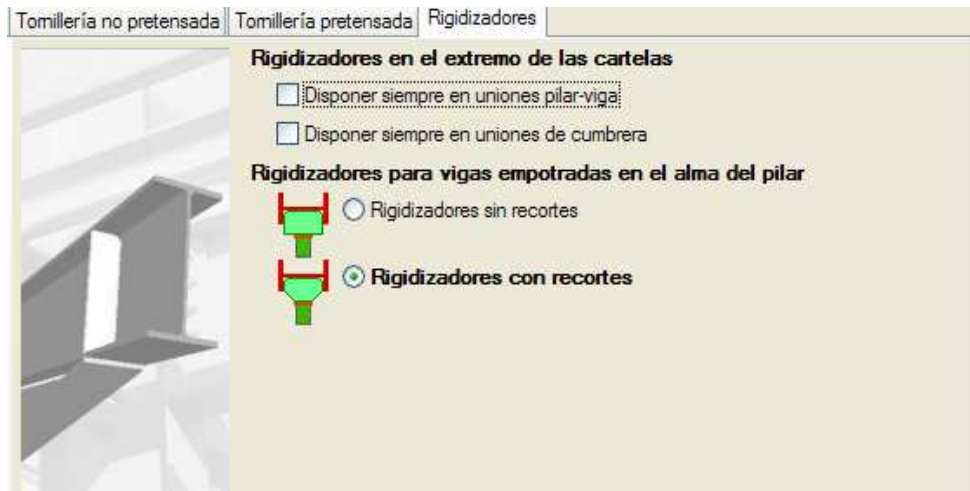 Tornillería no pretensada Tornillería pretensada Rigidizadores
Rigidizadores en el extremo de las cartelas
Disponer siempre en uniones pilar-viga
Disponer siempre en uniones de cumbrera
Rigidizadores para vigas empotradas en el alma del pilar
Rigidizadores sin recortes
Rigidizadores con recortes